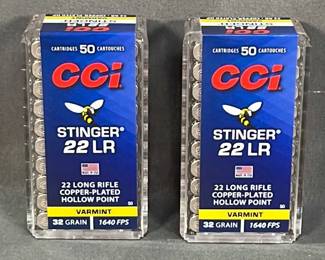 CARTRIDGES 50 CARTOUCHES
CCI
STINGER®
22 LR
22 LONG RIFLE
COPPER-PLATED
HOLLOW POINT
50
VARMINT
32 GRAIN 1640 FPS
CARTRIDGES 50 CARTOUCHES
CCI
STINGER®
22 LR
22 LONG RIFLE
COPPER-PLATED
HOLLOW POINT
50
VARMINT
32 GRAIN 1640 FPS